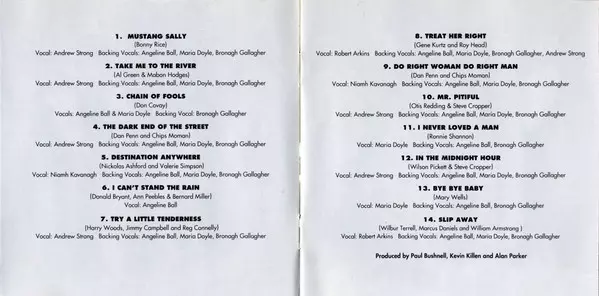 1. MUSTANG SALLY
(Bonny Rice)
Vocal: Andrew Strong Backing Vocals: Angeline Ball, Maria Doyle, Bronagh Gallagher
2. TAKE ME TO THE RIVER
(Al Green & Mabon Hodges)
Vocal: Andrew Strong Backing Vocals: Angeline Ball, Maria Doyle, Bronagh Gallagher
3. CHAIN OF FOOLS
(Don Covay)
Vocals: Angeline Ball & Maria Doyle Backing Vocal: Bronagh Gallagher
4. THE DARK END OF THE STREET
(Dan Penn and Chips Moman)
Vocal: Andrew Strong Backing Vocals: Angeline Ball, Maria Doyle, Bronagh Gallagher
5. DESTINATION ANYWHERE
(Nickolas Ashford and Valerie Simpson)
Vocal: Niamh Kavanagh Backing Vocals: Angeline Ball, Maria Doyle, Bronagh Gallagher
6. I CAN'T STAND THE RAIN
(Donald Bryant, Ann Peebles & Bernard Miller)
Vocal: Angeline Ball
7. TRY A LITTLE TENDERNESS
(Harry Woods, Jimmy Campbell and Reg Connelly)
Vocal: Andrew Strong Backing Vocals: Angeline Ball, Maria Doyle, Bronagh Gallagher
8. TREAT HER RIGHT
(Gene Kurtz and Roy Head)
Vocal: Robert Arkins Backing Vocals: Angeline Ball, Maria Doyle, Bronagh Gallagher, Andrew Strong
9. DO RIGHT WOMAN DO RIGHT MAN
(Dan Penn and Chips Moman)
Vocal: Niamh Kavanagh Backing Vocals: Angeline Ball, Maria Doyle, Bronagh Gallagher
10. MR. PITIFUL
(Otis Redding & Steve Cropper)
Vocal: Andrew Strong Backing Vocals: Angeline Ball, Maria Doyle, Bronagh Gallagher
11. I NEVER LOVED A MAN
(Ronnie Shannon)
Vocal: Maria Doyle Backing Vocals: Angeline Ball, Maria Doyle, Bronagh Gallagher
12. IN THE MIDNIGHT HOUR
(Wilson Pickett & Steve Cropper)
Vocal: Andrew Strong Backing Vocals: Angeline Ball, Maria Doyle, Bronagh Gallagher
13. BYE BYE BABY
(Mary Wells)
Vocal: Maria Doyle Backing Vocals: Angeline Ball, Maria Doyle, Bronagh Gallagher
14. SLIP AWAY
(Wilbur Terrell, Marcus Daniels and William Armstrong )
Vocal: Robert Arkins Backing Vocals: Angeline Ball, Maria Doyle, Bronagh Gallagher
Produced by Paul Bushnell, Kevin Killen and Alan Parker